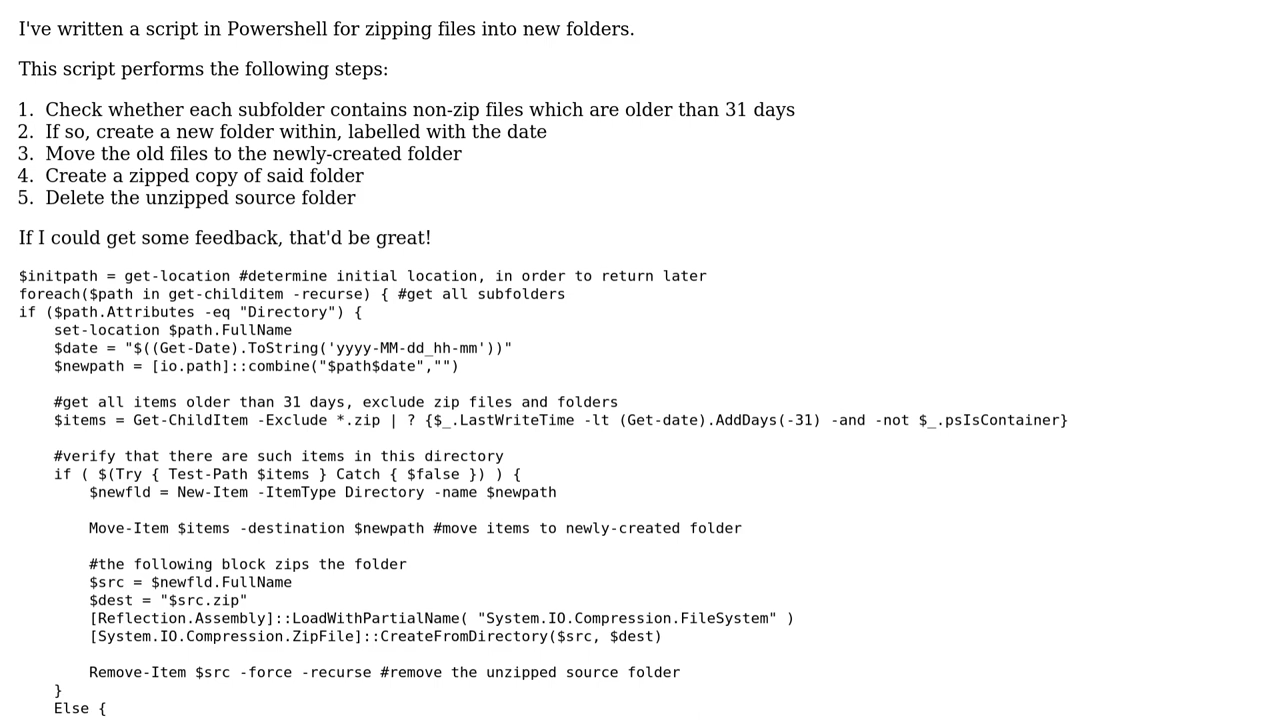 I've written a script in Powershell for zipping files into new folders.
This script performs the following steps:
1. Check whether each subfolder contains non-zip files which are older than 31 days
2. If so, create a new folder within, labelled with the date
3. Move the old files to the newly-created folder
4. Create a zipped copy of said folder
5. Delete the unzipped source folder
If I could get some feedback, that'd be great!
$initpath = get-location #determine initial location, in order to return later
foreach($path in get-childitem -recurse) { #get all subfolders
if ($path.Attributes -eq "Directory") {
    set-location $path.FullName
    $date = "$((Get-Date).ToString('yyyy-MM-dd_hh-mm'))"
    $newpath = [io.path]::combine("$path$date","")
    #get all items older than 31 days, exclude zip files and folders
    $items = Get-ChildItem -Exclude *.zip | ? {$_.LastWriteTime -lt (Get-date).AddDays(-31) -and -not $_.psIsContainer}
    #verify that there are such items in this directory
    if ( $(Try { Test-Path $items } Catch { $false }) ) {
        $newfld = New-Item -ItemType Directory -name $newpath
        Move-Item $items -destination $newpath #move items to newly-created folder
        #the following block zips the folder
        $src = $newfld.FullName
        $dest = "$src.zip"
        [Reflection.Assembly]::LoadWithPartialName( "System.IO.Compression.FileSystem" )
        [System.IO.Compression.ZipFile]::CreateFromDirectory($src, $dest)
        Remove-Item $src -force -recurse #remove the unzipped source folder
    }
    Else {